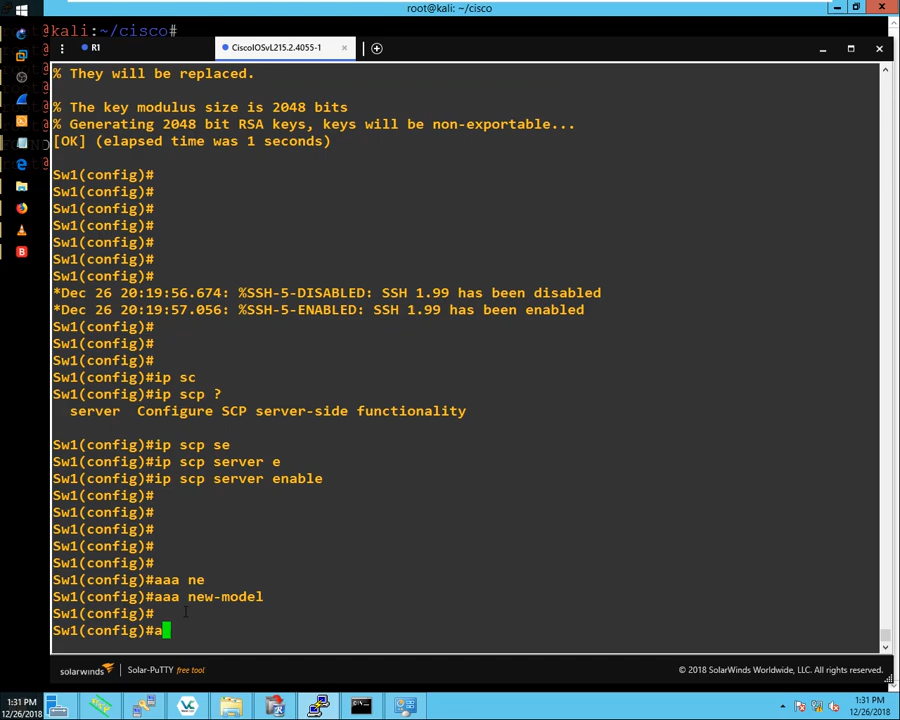 root@kali: ~/cisco
kali:~/cisco#
R1
CiscoIOSvL215.2.4055-1
% They will be replaced.
% The key modulus size is 2048 bits
% Generating 2048 bit RSA keys, keys will be non-exportable...
[OK] (elapsed time was 1 seconds)
Sw1(config)#
Sw1(config)#
Sw1(config)#
Sw1(config)#
Sw1(config)#
Sw1(config)#
Sw1(config)#
*Dec 26 20:19:56.674: %SSH-5-DISABLED: SSH 1.99 has been disabled
*Dec 26 20:19:57.056: %SSH-5-ENABLED: SSH 1.99 has been enabled
Sw1(config)#
Sw1(config)#
Sw1(config)#
Sw1(config)#ip sc
Sw1(config)#ip scp ?
server Configure SCP server-side functionality
Sw1(config)#ip scp se
Sw1(config)#ip scp server e
Sw1(config)#ip scp server enable
Sw1(config)#
Sw1(config)#
Sw1(config)#
Sw1(config)#
Sw1(config)#
Sw1(config)#aaa ne
Sw1(config)#aaa new-model
Sw1(config)#
Sw1(config)#a
solarwinds Solar-PuTTY free tool
© 2018 SolarWinds Worldwide, LLC. All rights reserved.
1:31 PM
12/26/2018
1:31 PM
12/26/2018